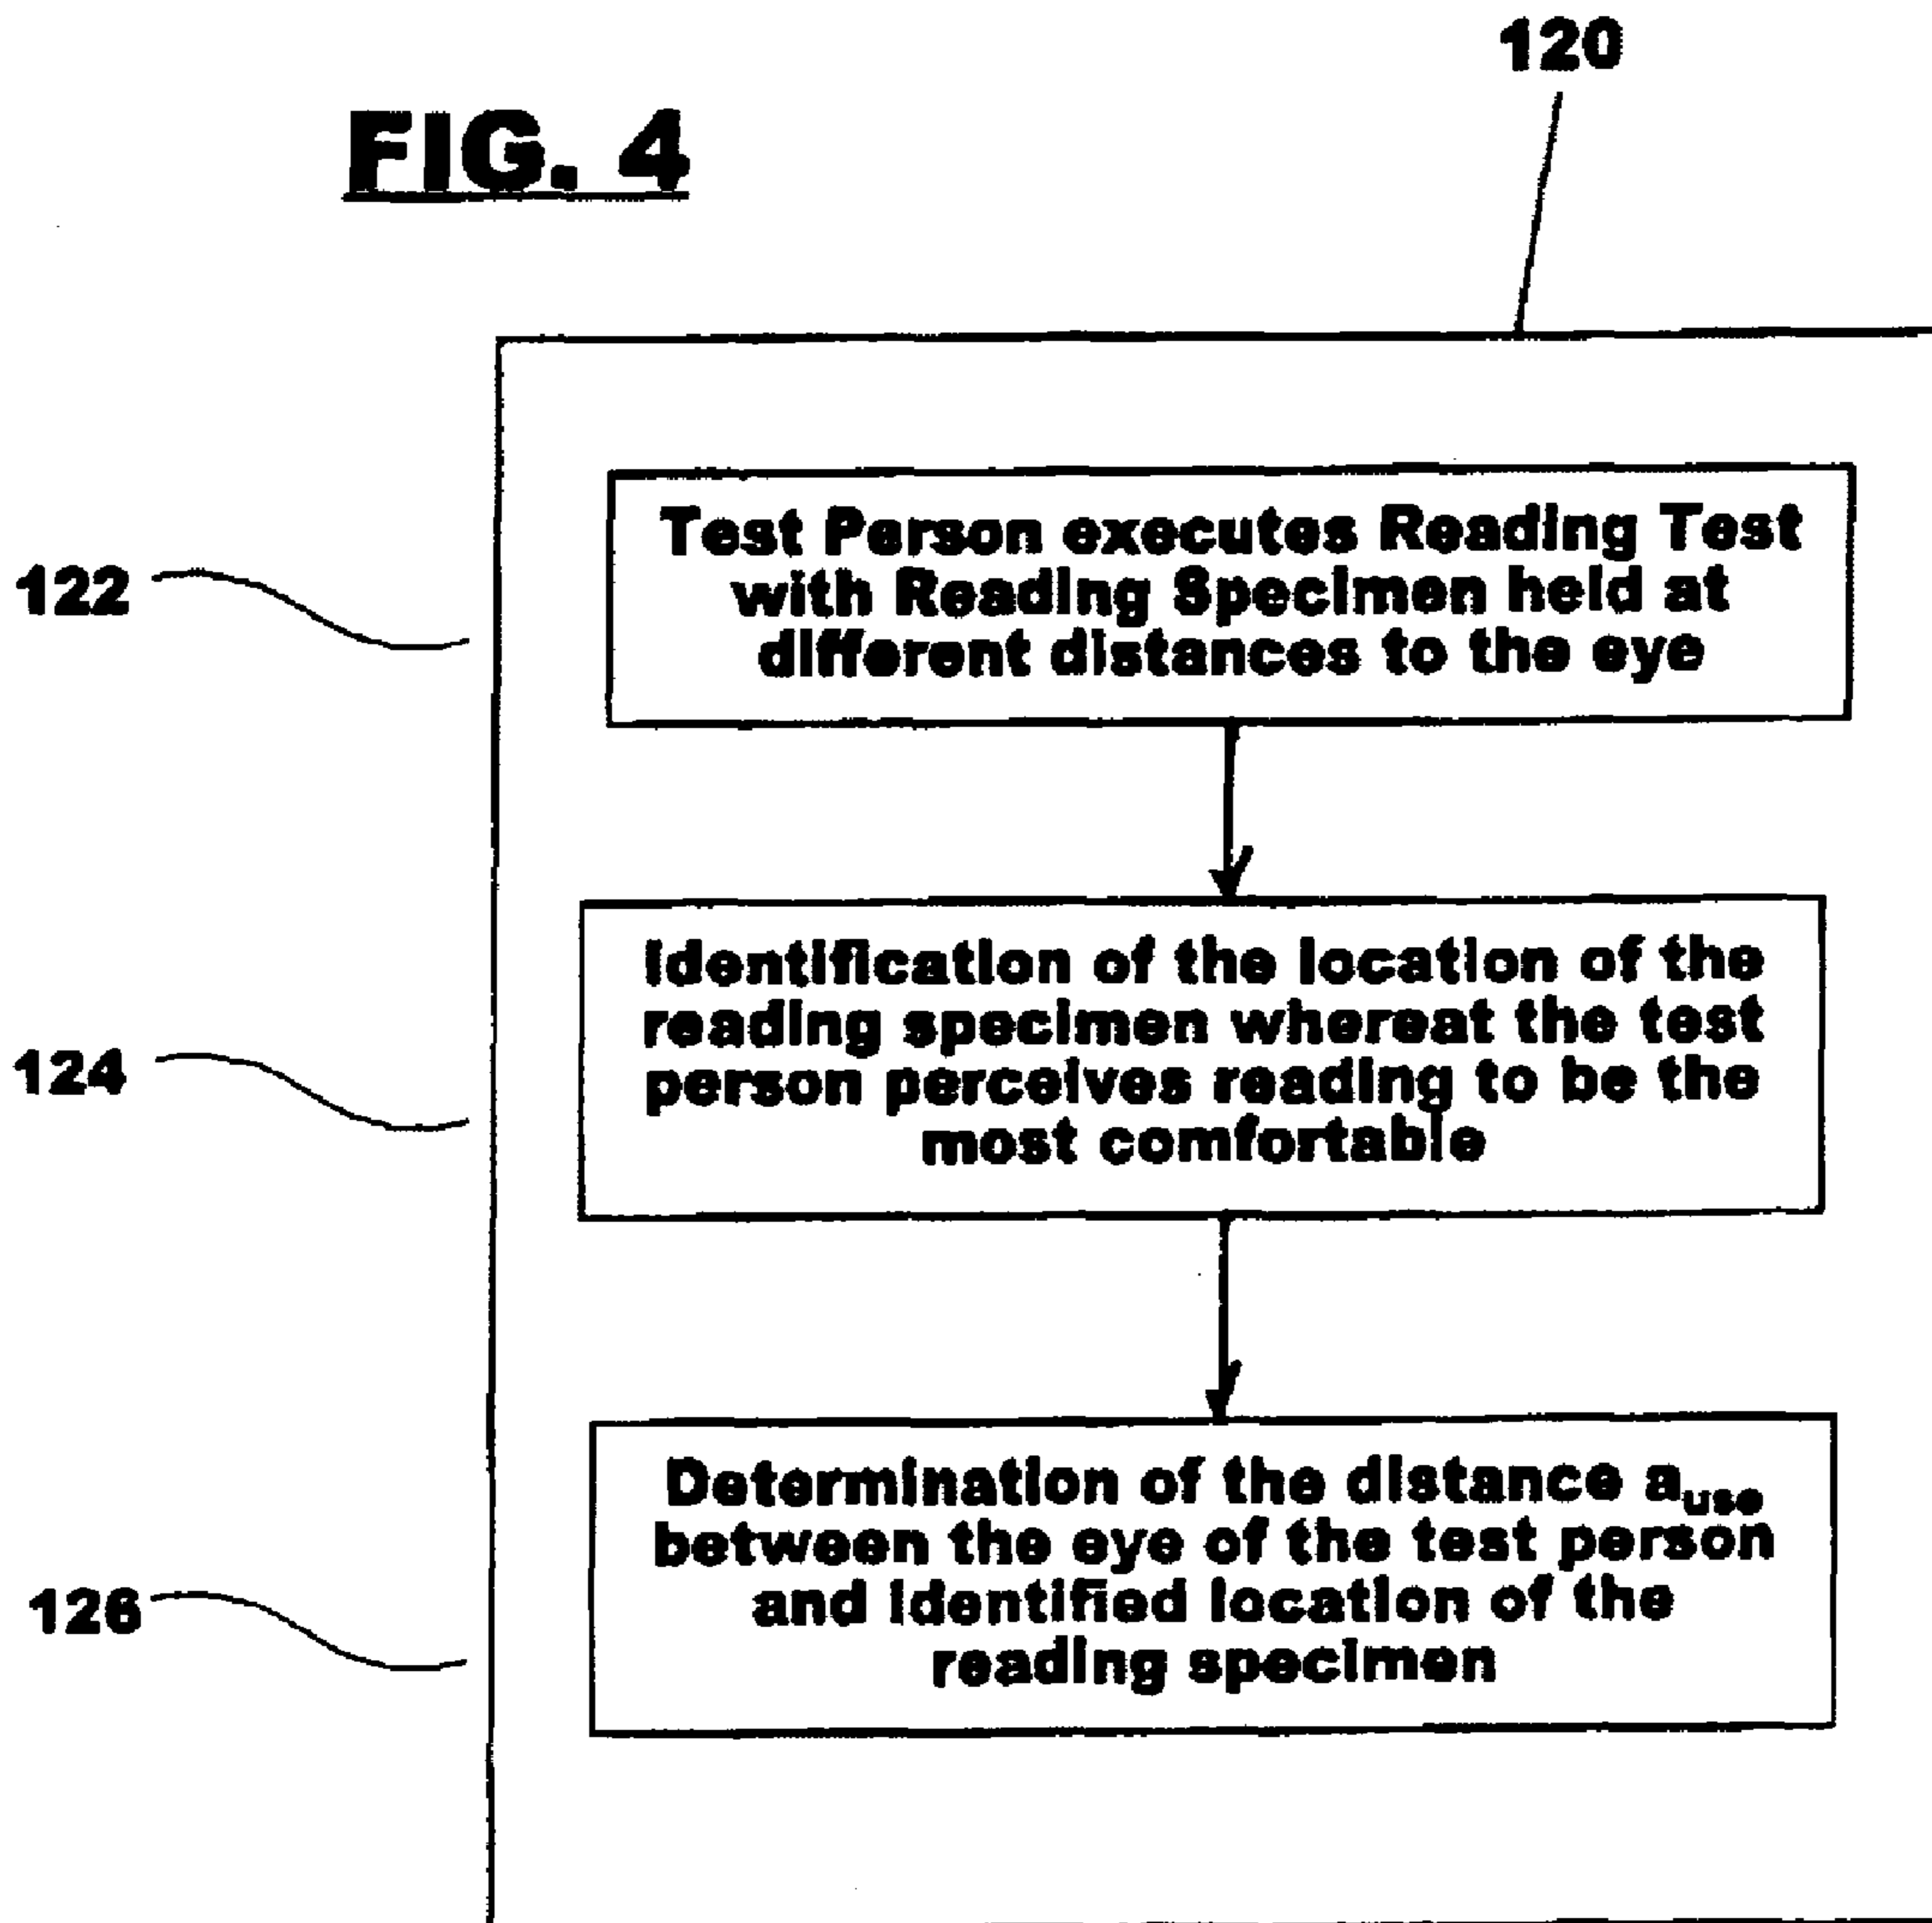 120
FIG. 4
Test Person executes Reading Test
with Reading Specimen held at
different distances to the eye
122
Identification of the location of the
reading specimen whereat the test
person perceives reading to be the
most comfortable
124
Determination of the distance a_use
between the eye of the test person
and identified location of the
reading specimen
126